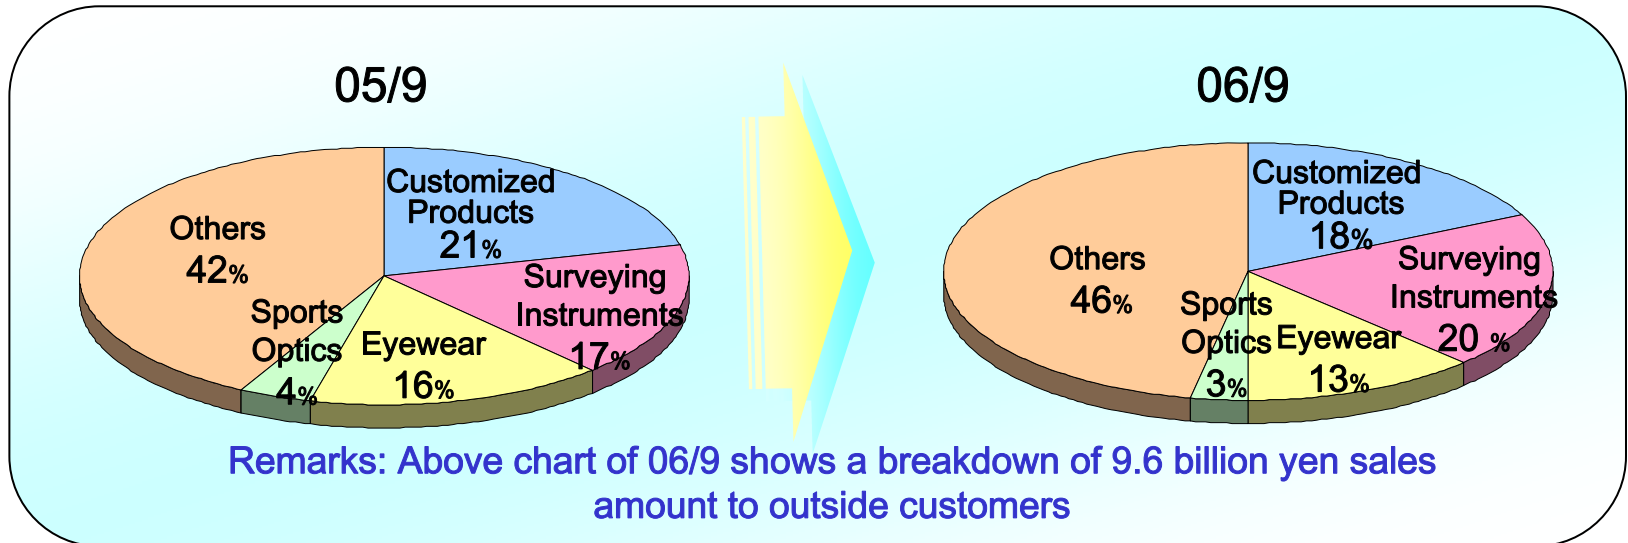 05/9
Customized
Products
21%
Surveying
Instruments
17%
Eyewear
16%
Sports
Optics
4%
Others
42%
06/9
Customized
Products
18%
Surveying
Instruments
20 %
Eyewear
13%
Sports
Optics
3%
Others
46%
Remarks: Above chart of 06/9 shows a breakdown of 9.6 billion yen sales
amount to outside customers